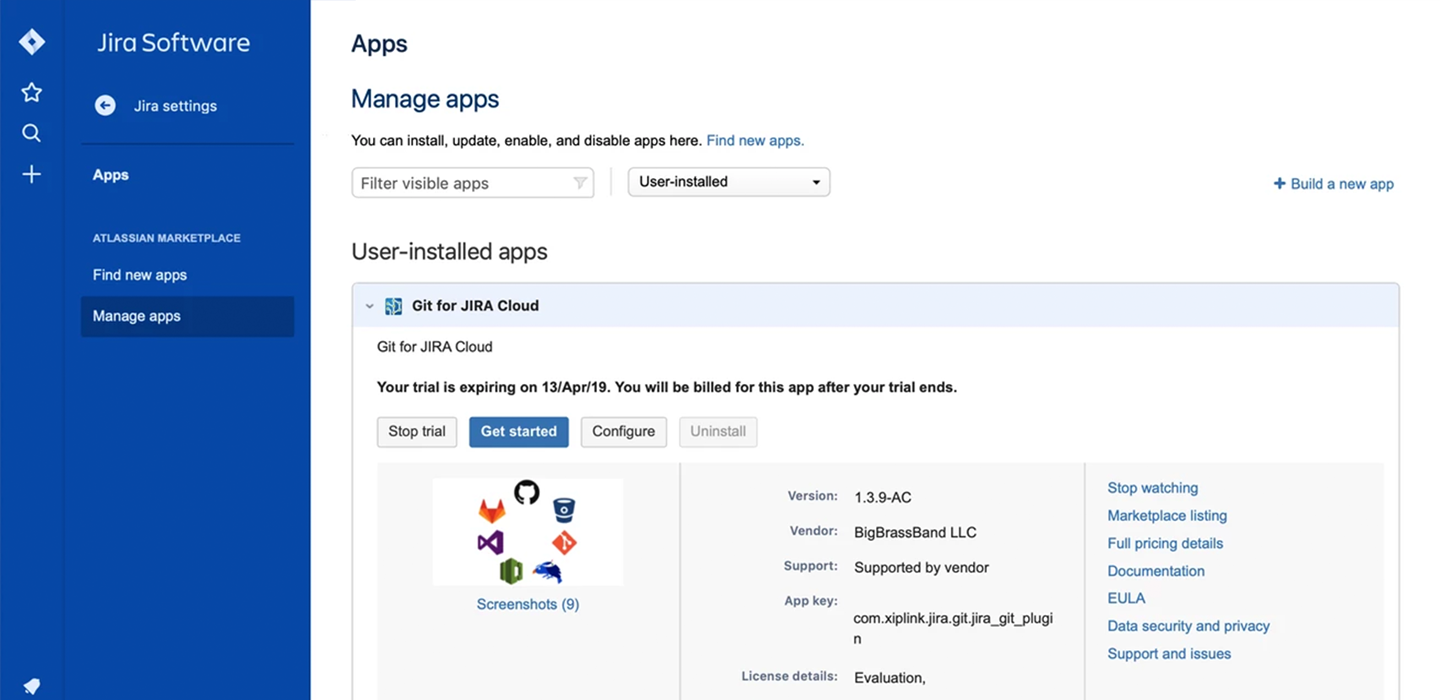 Jira Software
Jira settings
Apps
ATLASSIAN MARKETPLACE
Find new apps
Manage apps
Apps
Manage apps
You can install, update, enable, and disable apps here. Find new apps.
Filter visible apps
User-installed
+ Build a new app
User-installed apps
Git for JIRA Cloud
Git for JIRA Cloud
Your trial is expiring on 13/Apr/19. You will be billed for this app after your trial ends.
Stop trial
Get started
Configure
Uninstall
Screenshots (9)
Version: 1.3.9-AC
Vendor: BigBrassBand LLC
Support: Supported by vendor
App key:
com.xiplink.jira.git.jira_git_plugi
n
License details: Evaluation,
Stop watching
Marketplace listing
Full pricing details
Documentation
EULA
Data security and privacy
Support and issues